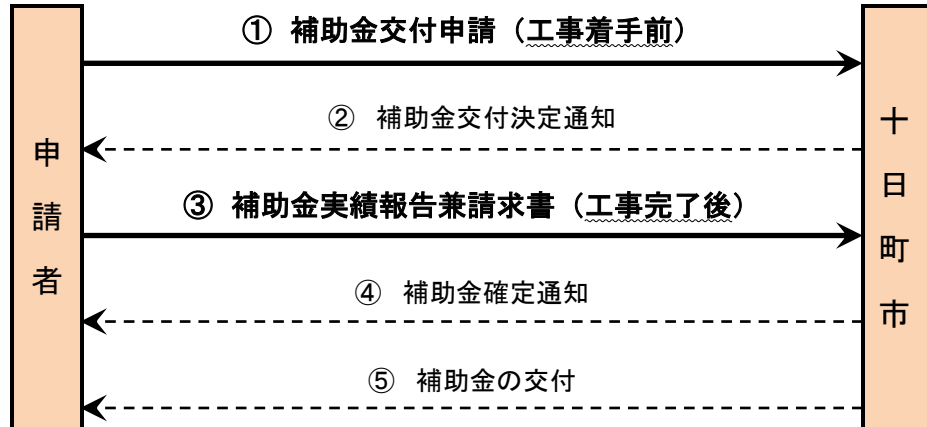 申請者
① 補助金交付申請（工事着手前）
② 補助金交付決定通知
③ 補助金実績報告兼請求書（工事完了後）
④ 補助金確定通知
⑤ 補助金の交付
十日町市